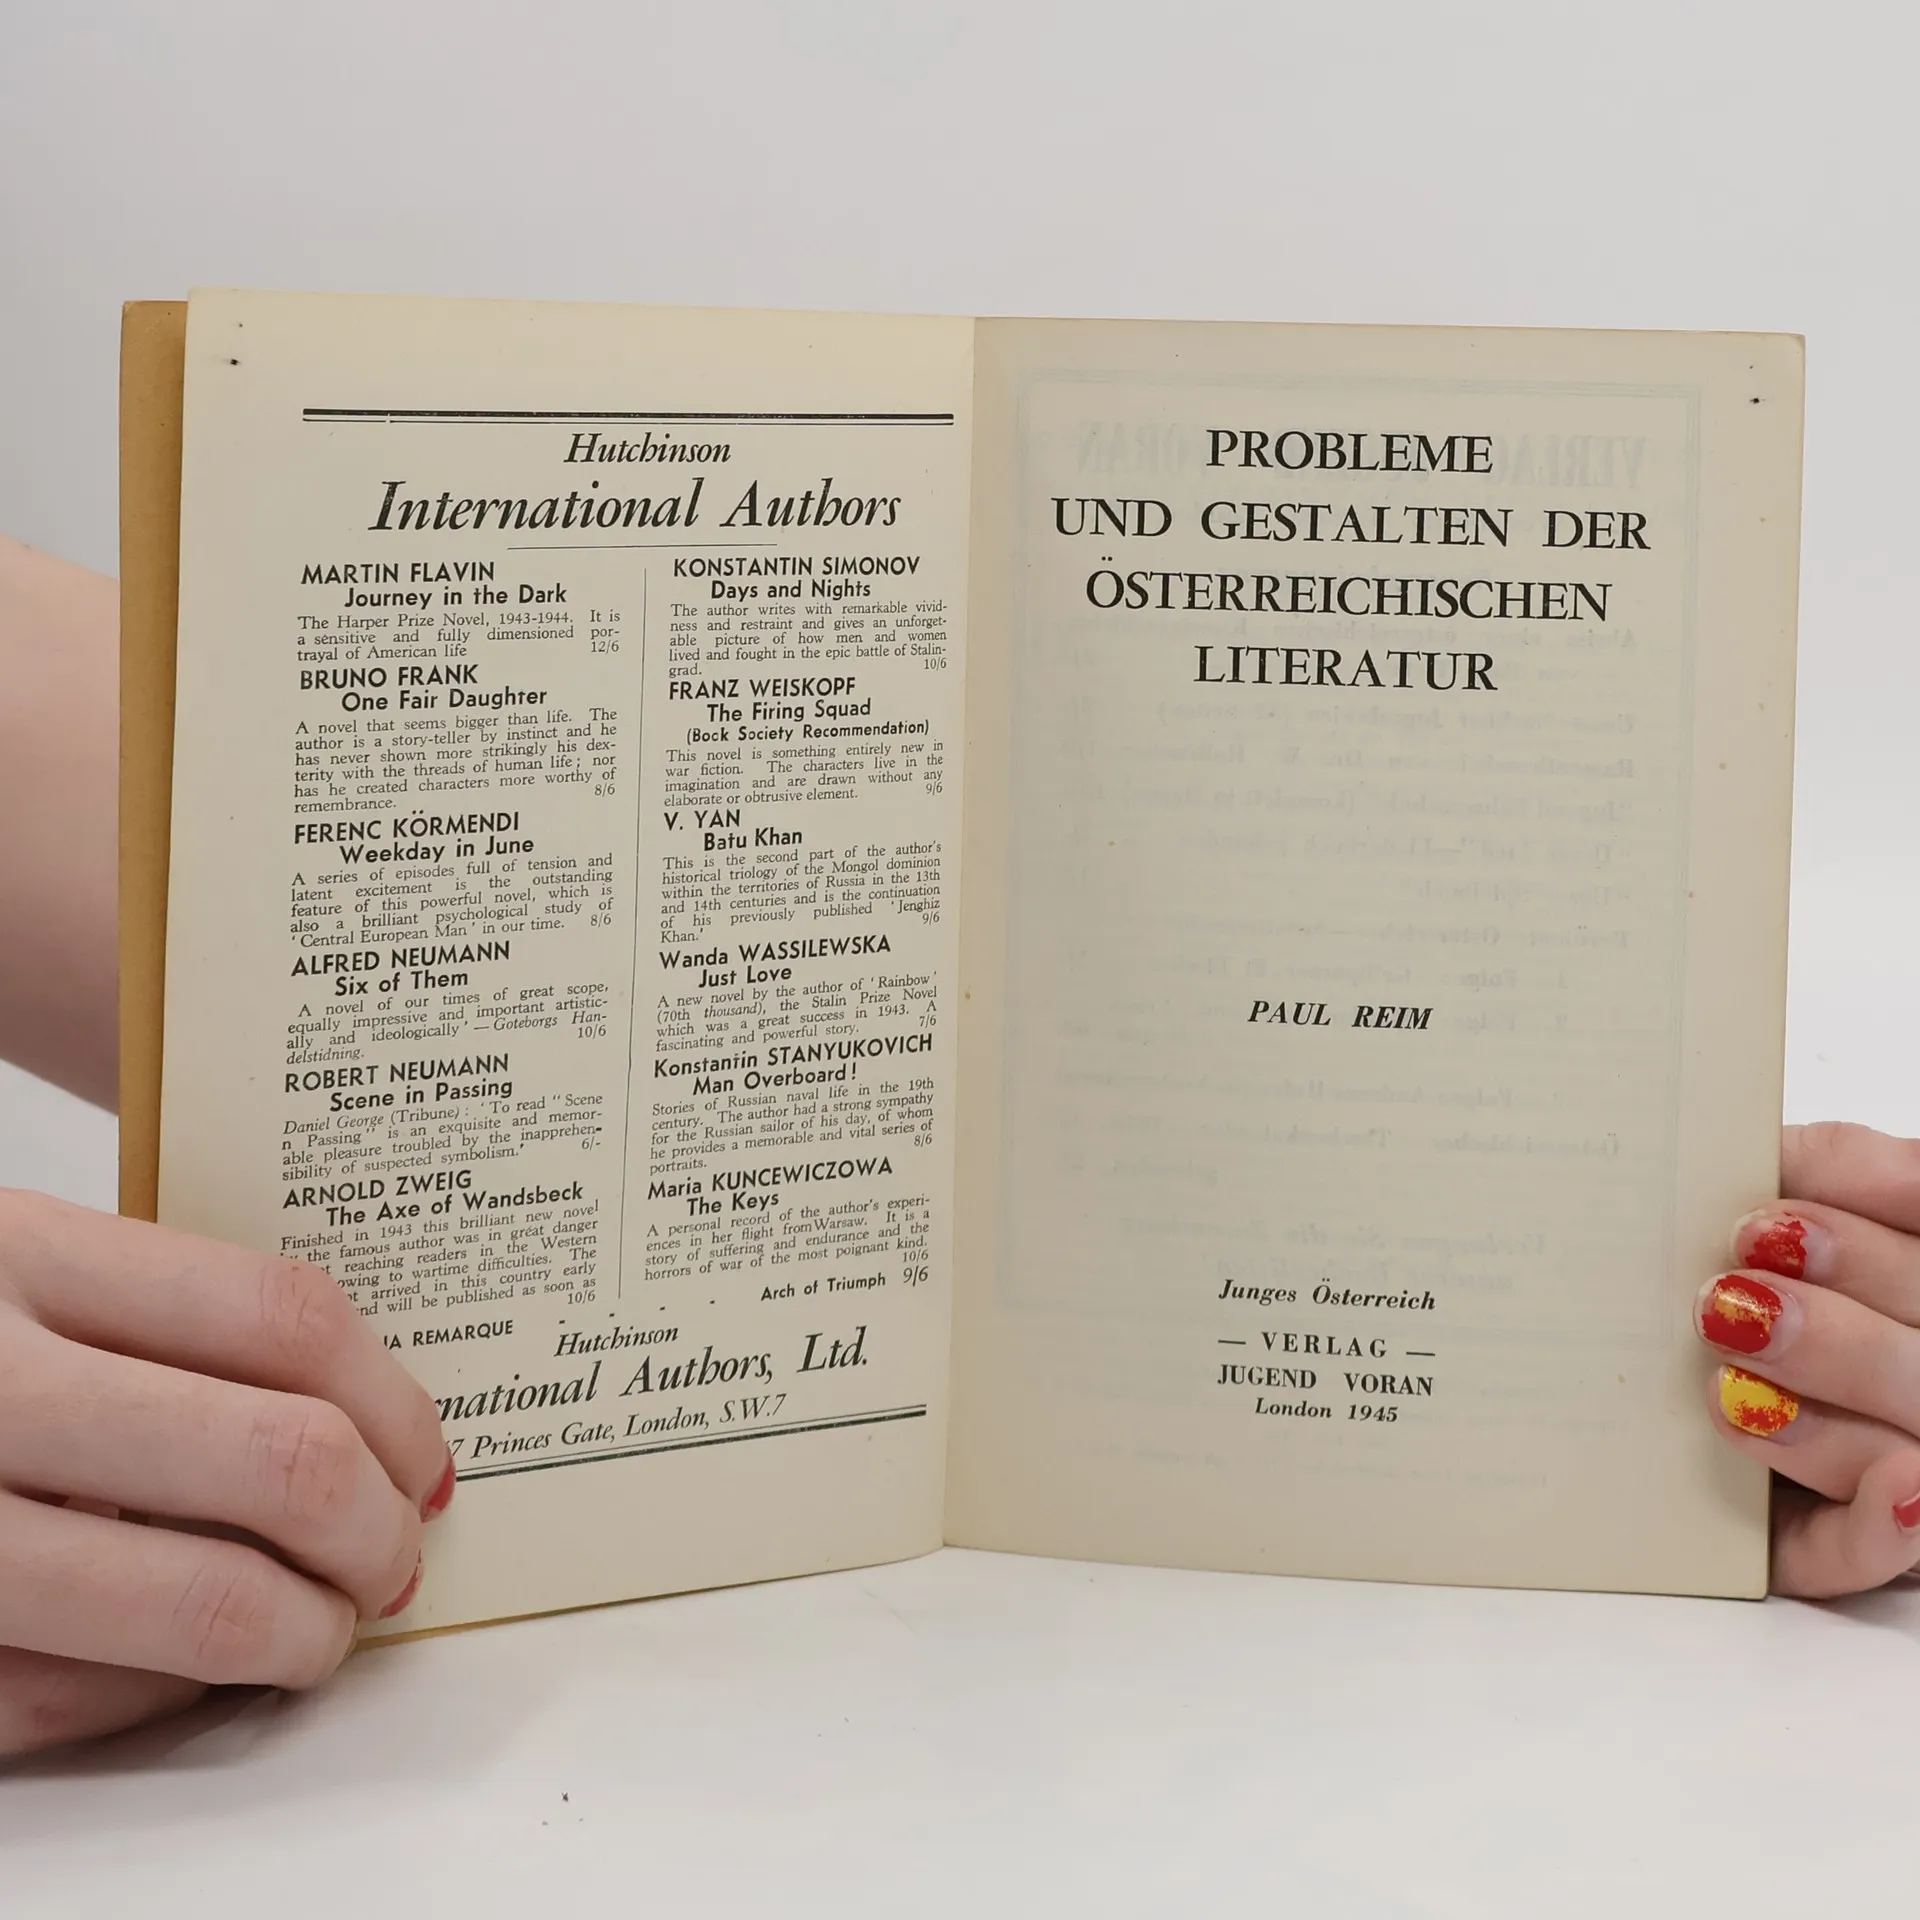 Hutchinson
International Authors
MARTIN FLAVIN
Journey in the Dark
The Harper Prize Novel, 1943-1944. It is
a sensitive and fully dimensioned por-
trayal of American life 12/6
BRUNO FRANK
One Fair Daughter
A novel that seems bigger than life. The
author is a story-teller by instinct and he
has never shown more strikingly his dex-
terity with the threads of human life; nor
has he created characters more worthy of
remembrance. 8/6
FERENC KÖRMENDI
Weekday in June
A series of episodes full of tension and
latent excitement is the outstanding
feature of this powerful novel, which is
also a brilliant psychological study of
'Central European Man' in our time. 8/6
ALFRED NEUMANN
Six of Them
A novel of our times of great scope,
equally impressive and important artistic-
ally and ideologically' — Goteborgs Han-
delstidning. 10/6
ROBERT NEUMANN
Scene in Passing
Daniel George (Tribune): 'To read "Scene
n Passing" is an exquisite and memor-
able pleasure troubled by the inapprehen-
sibility of suspected symbolism.' 6/-
ARNOLD ZWEIG
The Axe of Wandsbeck
Finished in 1943 this brilliant new novel
the famous author was in great danger
reaching readers in the Western
owing to wartime difficulties. The
arrived in this country early
nd will be published as soon as
10/6
REMARQUE
KONSTANTIN SIMONOV
Days and Nights
The author writes with remarkable vivid-
ness and restraint and gives an unforget-
able picture of how men and women
lived and fought in the epic battle of Stalin-
grad. 10/6
FRANZ WEISKOPF
The Firing Squad
(Book Society Recommendation)
This novel is something entirely new in
war fiction. The characters live in the
imagination and are drawn without any
elaborate or obtrusive element. 9/6
V. YAN
Batu Khan
This is the second part of the author's
historical triology of the Mongol dominion
within the territories of Russia in the 13th
and 14th centuries and is the continuation
of his previously published 'Jenghiz
Khan.' 9/6
Wanda WASSILEWSKA
Just Love
A new novel by the author of 'Rainbow'
(70th thousand), the Stalin Prize Novel
which was a great success in 1943. A
fascinating and powerful story. 7/6
Konstantin STANYUKOVICH
Man Overboard!
Stories of Russian naval life in the 19th
century. The author had a strong sympathy
for the Russian sailor of his day, of whom
he provides a memorable and vital series of
portraits. 8/6
Maria KUNCEWICZOWA
The Keys
A personal record of the author's experi-
ences in her flight from Warsaw. It is a
story of suffering and endurance and the
horrors of war of the most poignant kind.
10/6
Arch of Triumph 9/6
Hutchinson
rnational Authors, Ltd.
7 Princes Gate, London, S.W.7
PROBLEME
UND GESTALTEN DER
ÖSTERREICHISCHEN
LITERATUR
PAUL REIM
Junges Österreich
— VERLAG —
JUGEND VORAN
London 1945